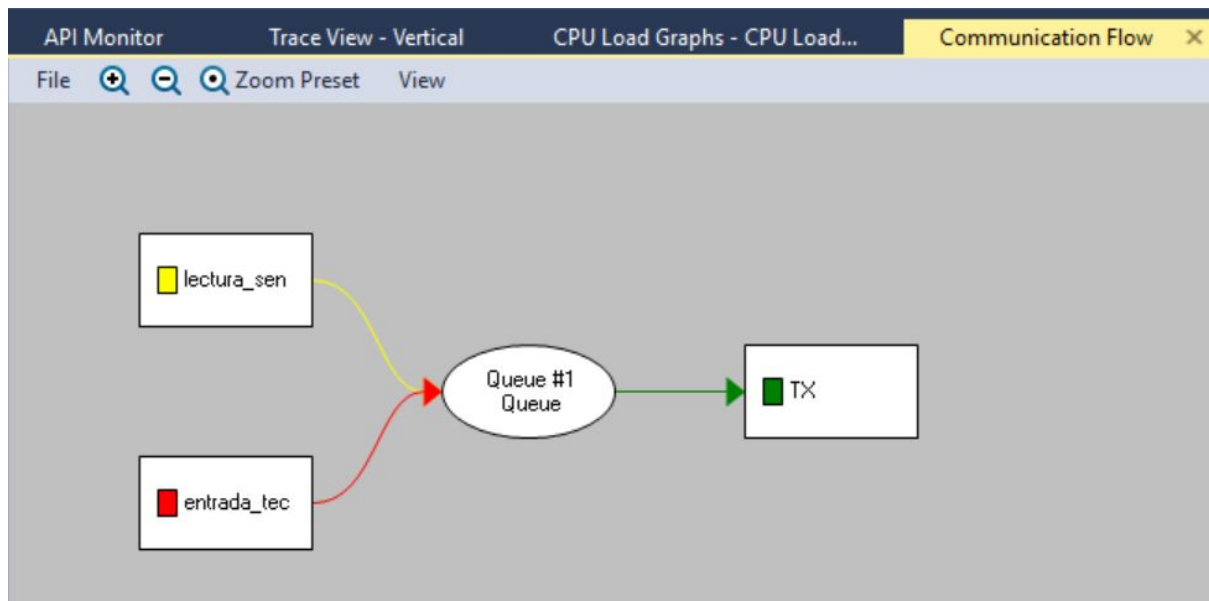 API Monitor Trace View - Vertical CPU Load Graphs - CPU Load... Communication Flow ×
File Zoom Preset View
lectura_sen
Queue #1
Queue
TX
entrada_tec